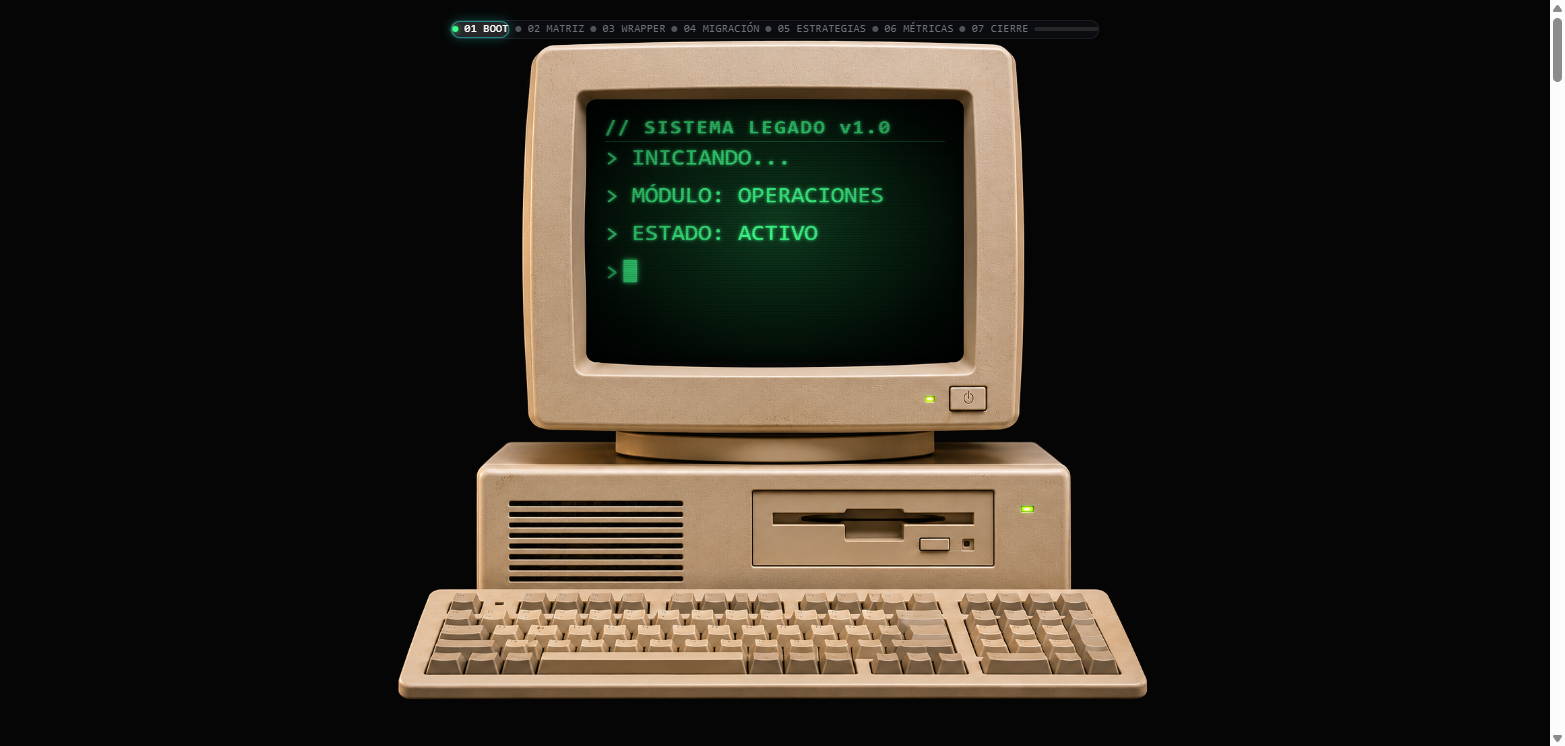 01 BOOT 02 MATRIZ 03 WRAPPER 04 MIGRACIÓN 05 ESTRATEGIAS 06 MÉTRICAS 07 CIERRE
// SISTEMA LEGADO v1.0
> INICIANDO...
> MÓDULO: OPERACIONES
> ESTADO: ACTIVO
>